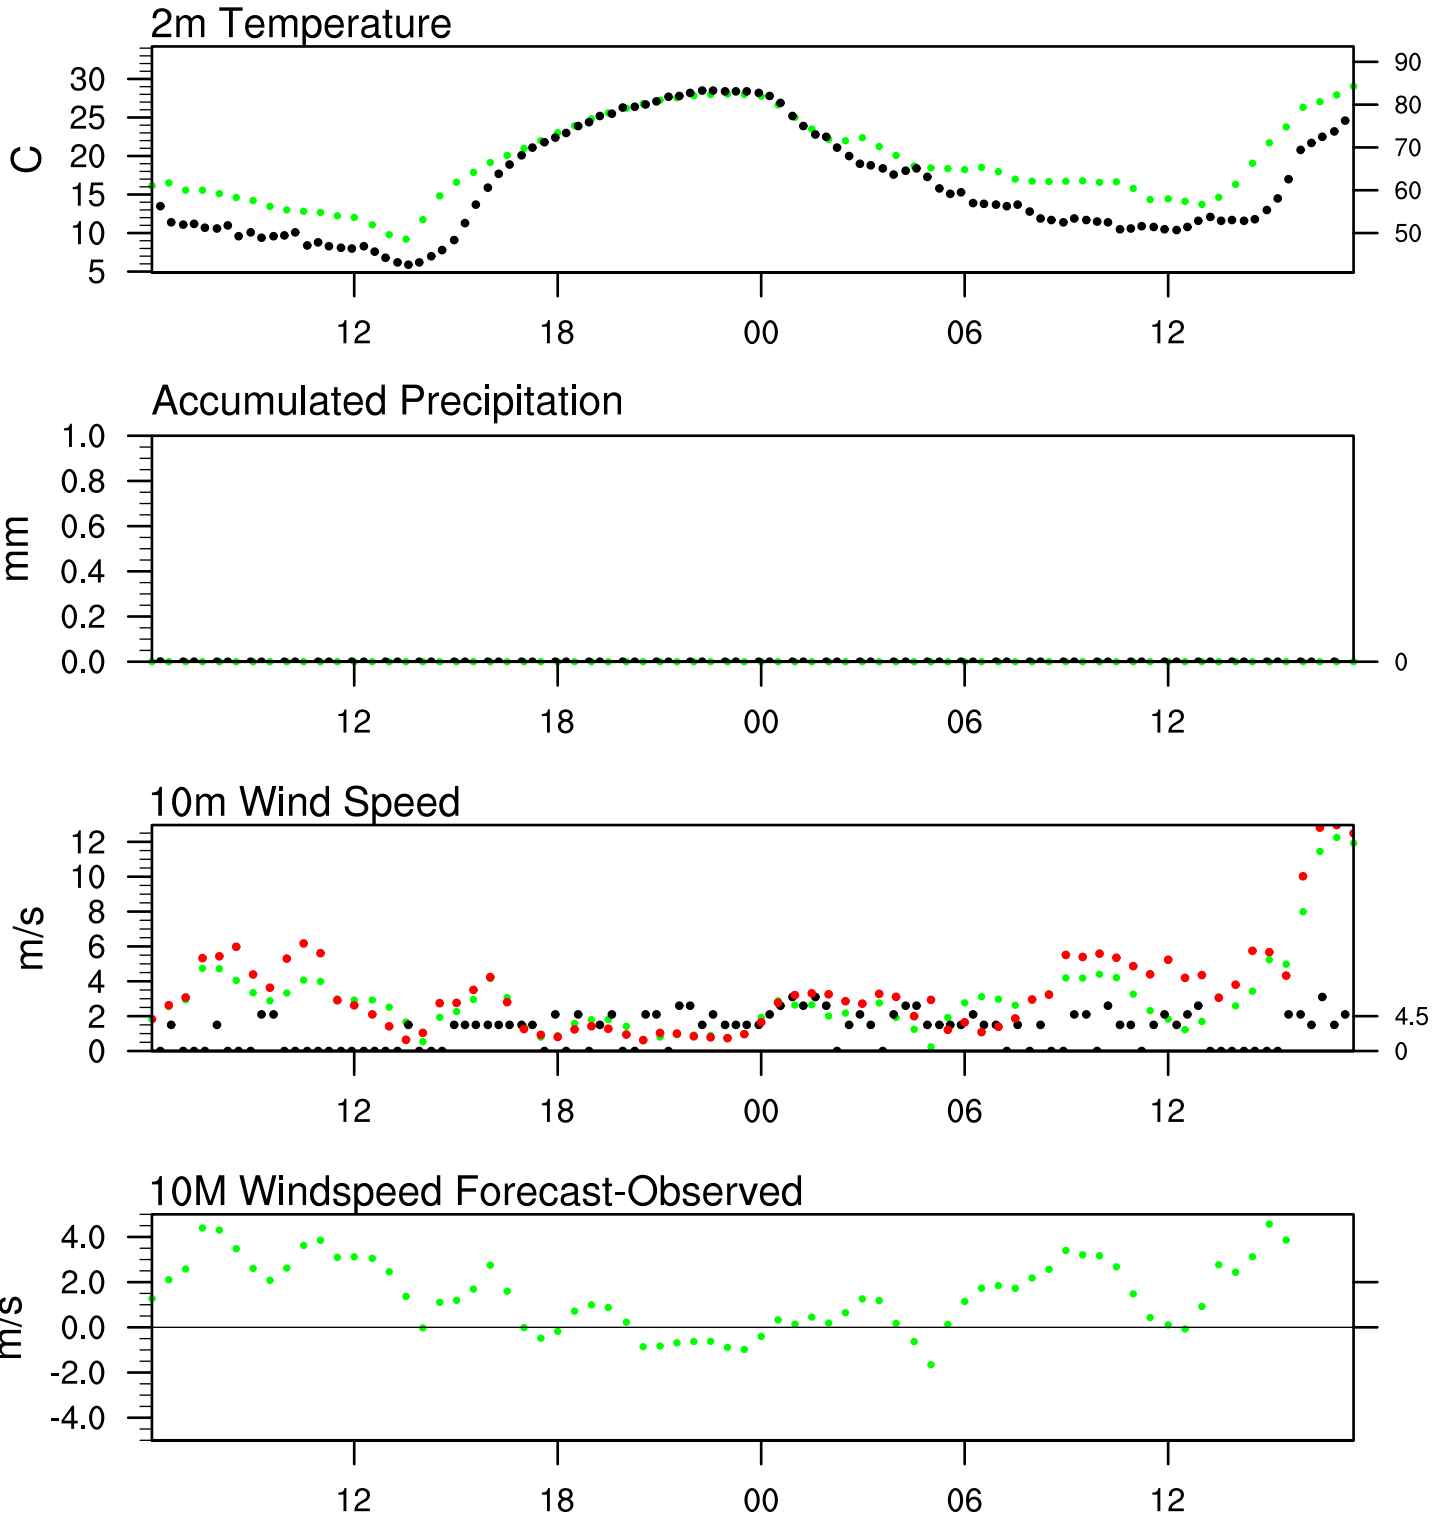 2m Temperature
30
25
20
15
10
5
C
90
80
70
60
50
12 18 00 06 12
Accumulated Precipitation
1.0
0.8
0.6
0.4
0.2
0.0
mm
0
12 18 00 06 12
10m Wind Speed
12
10
8
6
4
2
0
m/s
4.5
0
12 18 00 06 12
10M Windspeed Forecast-Observed
4.0
2.0
0.0
-2.0
-4.0
m/s
12 18 00 06 12